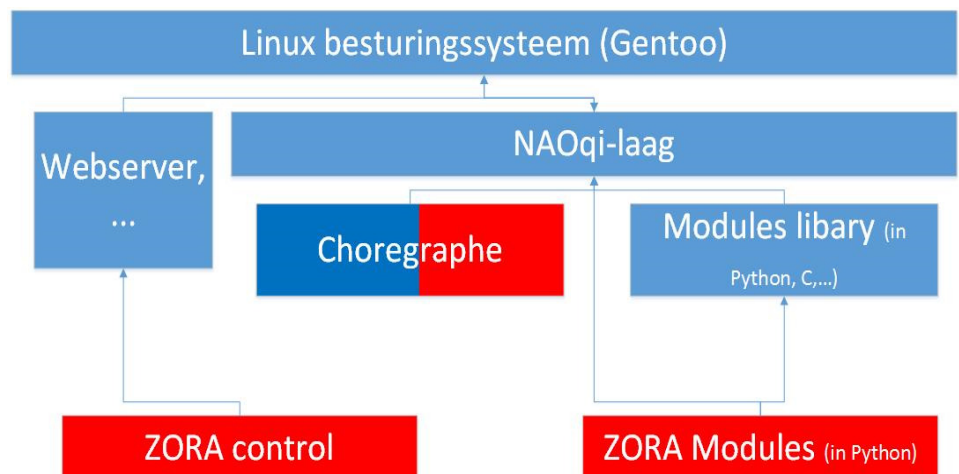 Linux besturingssysteem (Gentoo)
Webserver,
...
NAOqi-laag
Choregraphe
Modules libary (in
Python, C,...)
ZORA control
ZORA Modules (in Python)